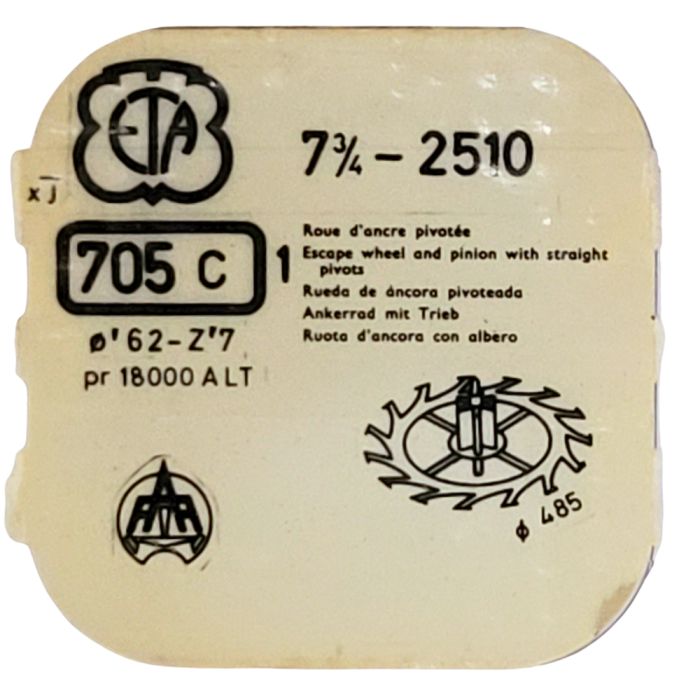 ETA
7¾ – 2510
x j
705 C 1
Roue d'ancre pivotée
Escape wheel and pinion with straight
pivots
Rueda de áncora pivoteada
Ankerrad mit Trieb
Ruota d'ancora con albero
ø' 62 – Z'7
pr 18000 ALT
ϕ 485